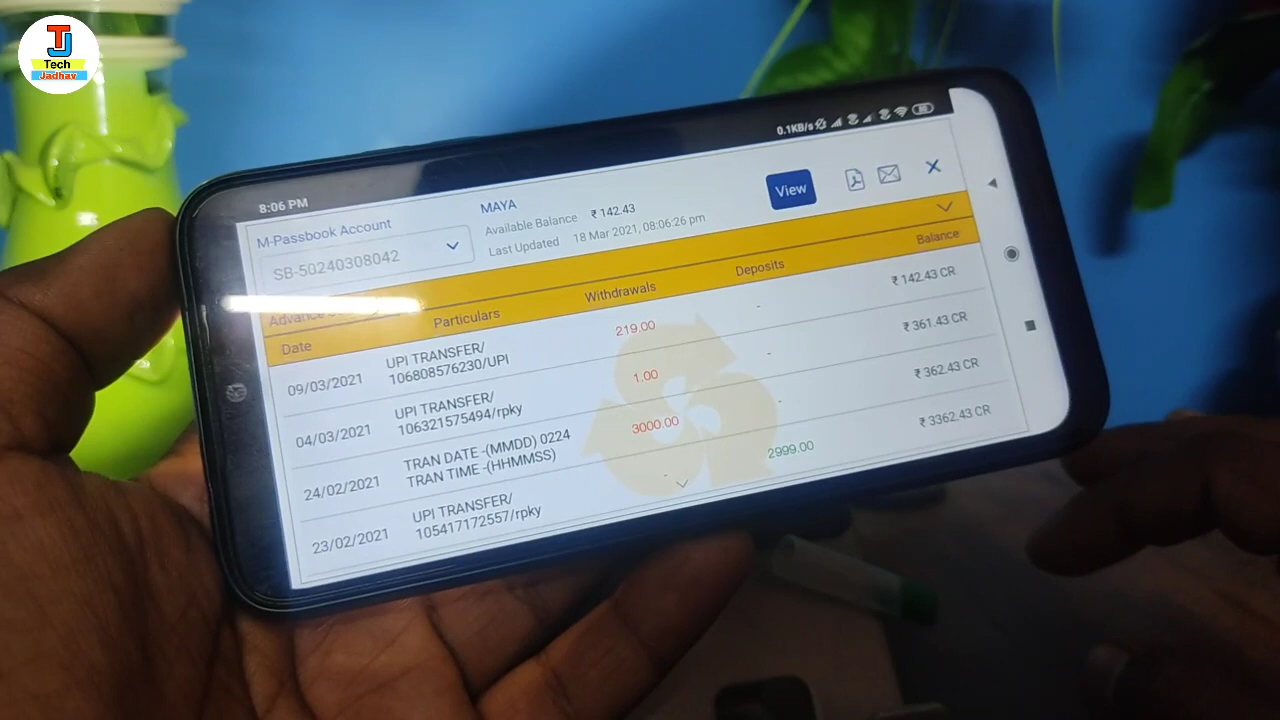 TJ
Tech
Jadhav
8:06 PM
0.1KB/s
M-Passbook Account
SB-50240308042
MAYA
Available Balance ₹ 142.43
Last Updated 18 Mar 2021, 08:06:26 pm
View
Date Particulars Withdrawals Deposits Balance
09/03/2021 UPI TRANSFER/ 219.00 - ₹ 142.43 CR
106808576230/UPI
04/03/2021 UPI TRANSFER/ 1.00 - ₹ 361.43 CR
106321575494/rpky
24/02/2021 TRAN DATE -(MMDD) 0224 3000.00 - ₹ 362.43 CR
TRAN TIME -(HHMMSS)
23/02/2021 UPI TRANSFER/ - 2999.00 ₹ 3362.43 CR
105417172557/rpky